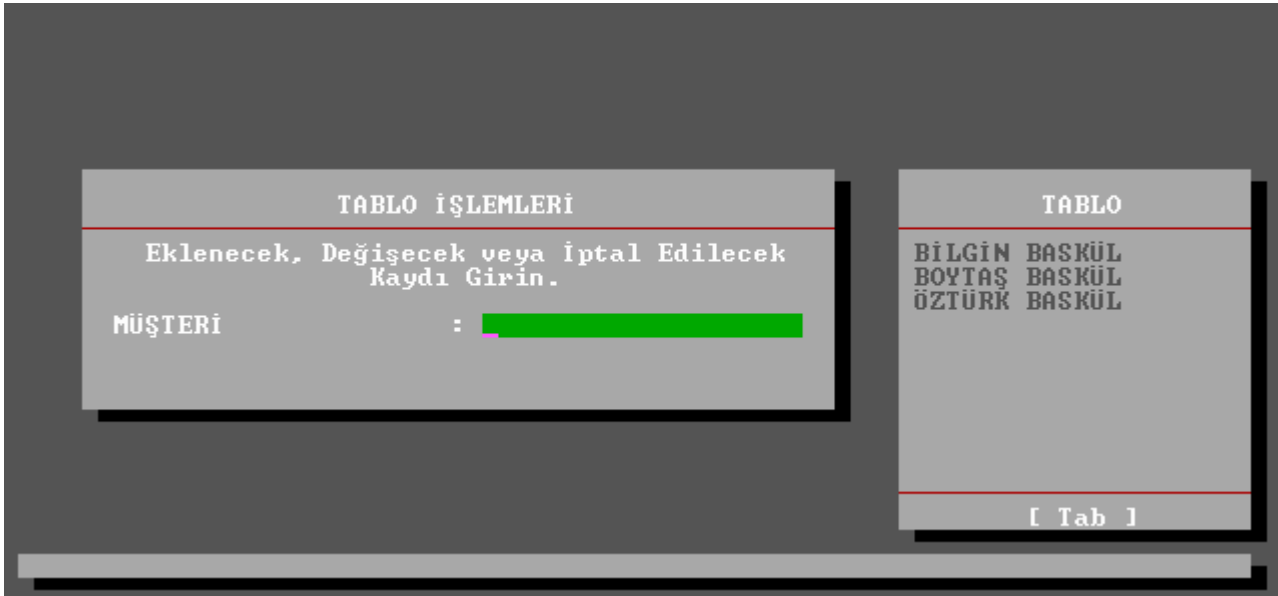 TABLO İŞLEMLERİ
Eklenecek, Değişecek veya İptal Edilecek
Kaydı Girin.
MÜŞTERİ :
TABLO
BİLGİN BASKÜL
BOYTAŞ BASKÜL
ÖZTÜRK BASKÜL
[ Tab ]